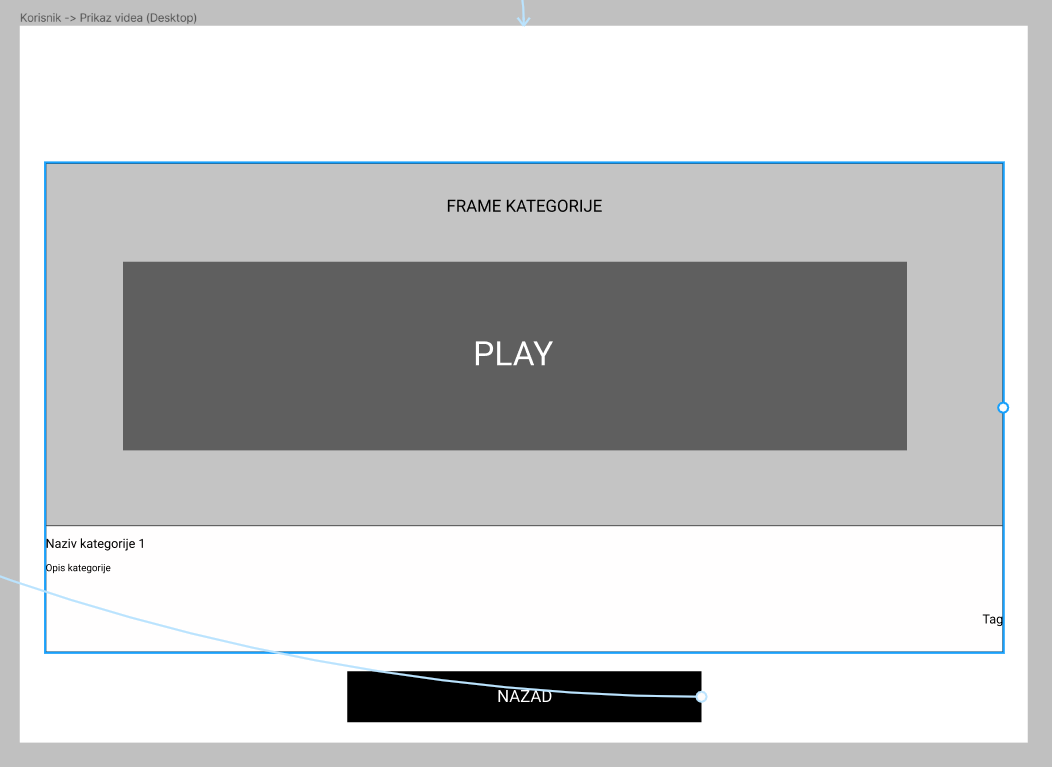 Korisnik -> Prikaz videa (Desktop)
FRAME KATEGORIJE
PLAY
Naziv kategorije 1
Opis kategorije
Tag
NAZAD